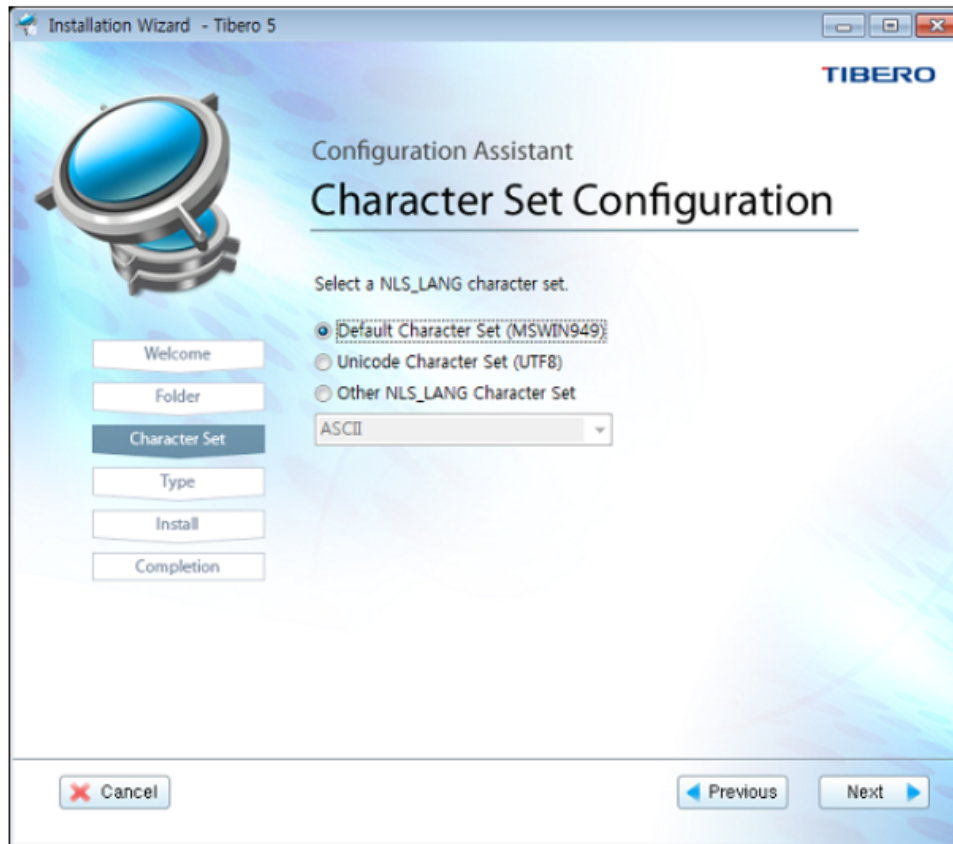 Installation Wizard - Tibero 5
TIBERO
Configuration Assistant
Character Set Configuration
Select a NLS_LANG character set.
Default Character Set (MSWIN949)
Unicode Character Set (UTF8)
Other NLS_LANG Character Set
ASCII
Welcome
Folder
Character Set
Type
Install
Completion
Cancel
Previous
Next